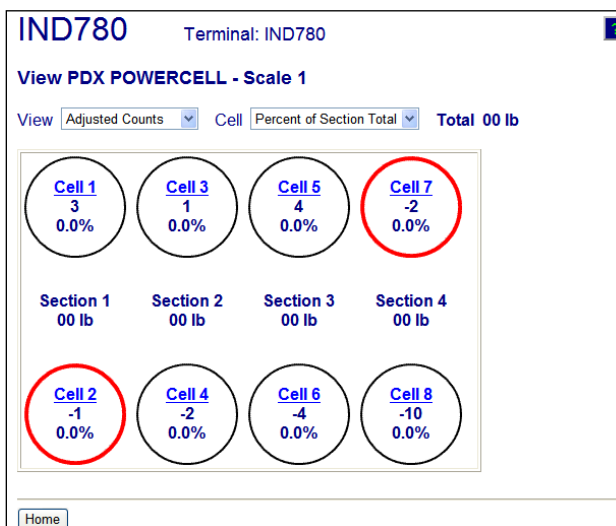 IND780 Terminal: IND780 ?
View PDX POWERCELL - Scale 1
View Adjusted Counts Cell Percent of Section Total Total 00 lb
Cell 1 Cell 3 Cell 5 Cell 7
3 1 4 -2
0.0% 0.0% 0.0% 0.0%
Section 1 Section 2 Section 3 Section 4
00 lb 00 lb 00 lb 00 lb
Cell 2 Cell 4 Cell 6 Cell 8
-1 -2 -4 -10
0.0% 0.0% 0.0% 0.0%
Home